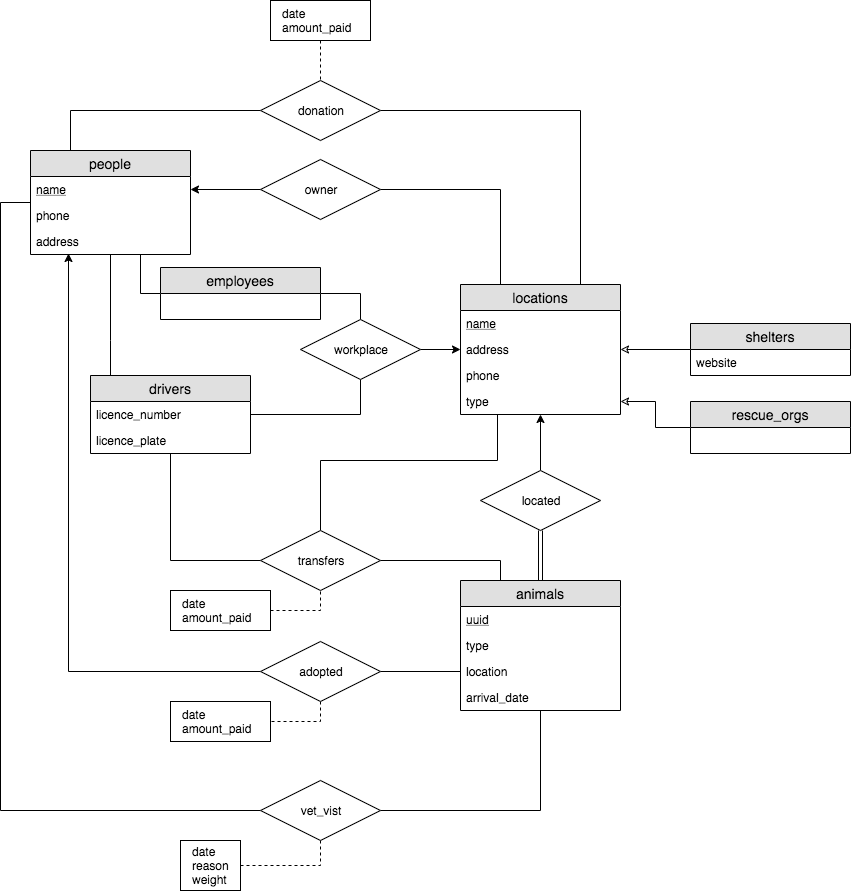 date
amount_paid
donation
people
name
phone
address
owner
employees
workplace
locations
name
address
phone
type
shelters
website
rescue_orgs
drivers
licence_number
licence_plate
located
transfers
date
amount_paid
animals
uuid
type
location
arrival_date
adopted
date
amount_paid
vet_vist
date
reason
weight